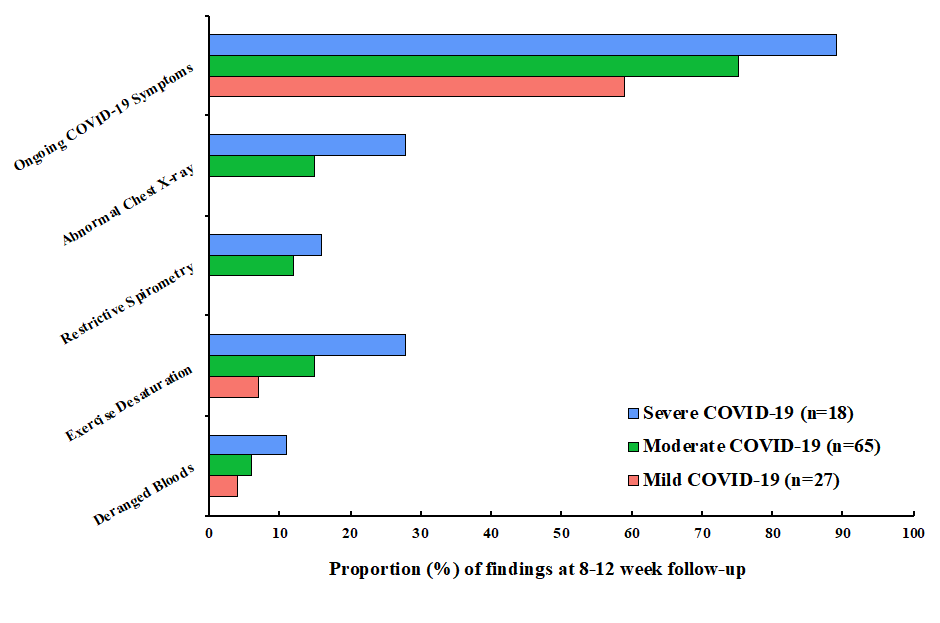 Ongoing COVID-19 Symptoms
Abnormal Chest X-ray
Restrictive Spirometry
Exercise Desaturation
Deranged Bloods
Severe COVID-19 (n=18)
Moderate COVID-19 (n=65)
Mild COVID-19 (n=27)
0 10 20 30 40 50 60 70 80 90 100
Proportion (%) of findings at 8-12 week follow-up